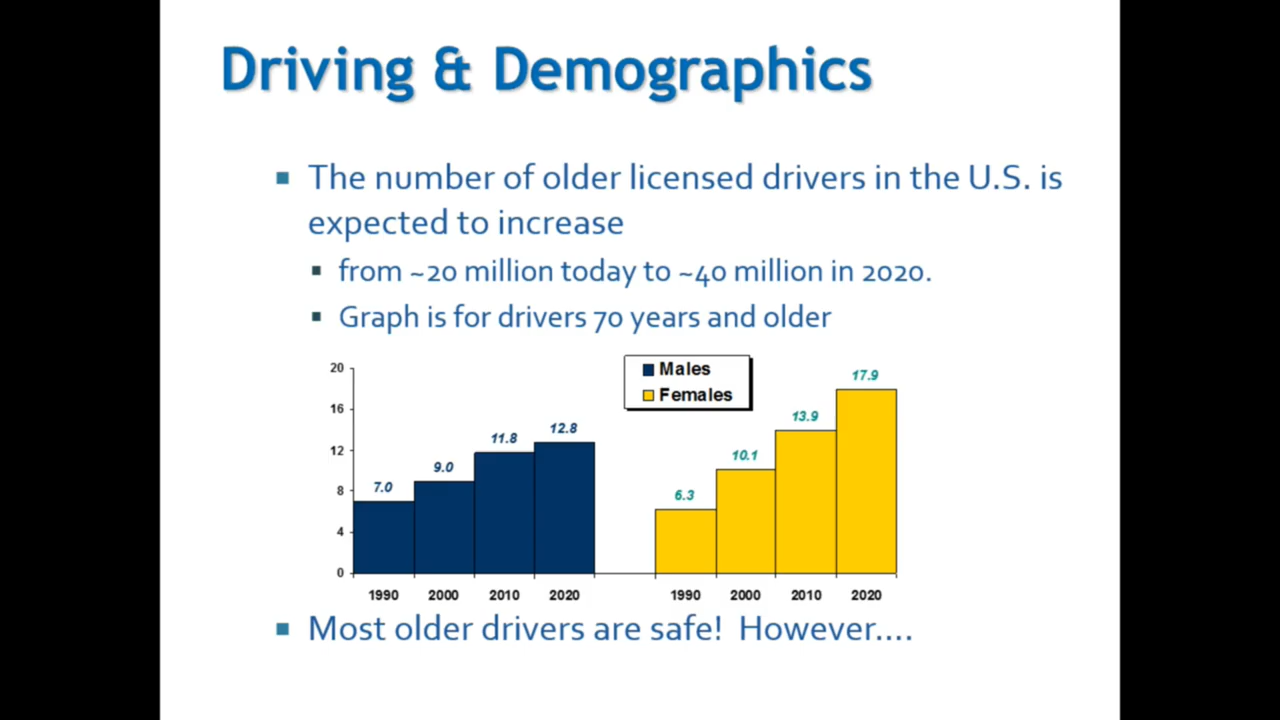 Driving & Demographics
The number of older licensed drivers in the U.S. is
expected to increase
from ~20 million today to ~40 million in 2020.
Graph is for drivers 70 years and older
20
16
12
8
4
0
Males
Females
7.0
9.0
11.8
12.8
6.3
10.1
13.9
17.9
1990 2000 2010 2020 1990 2000 2010 2020
Most older drivers are safe! However....